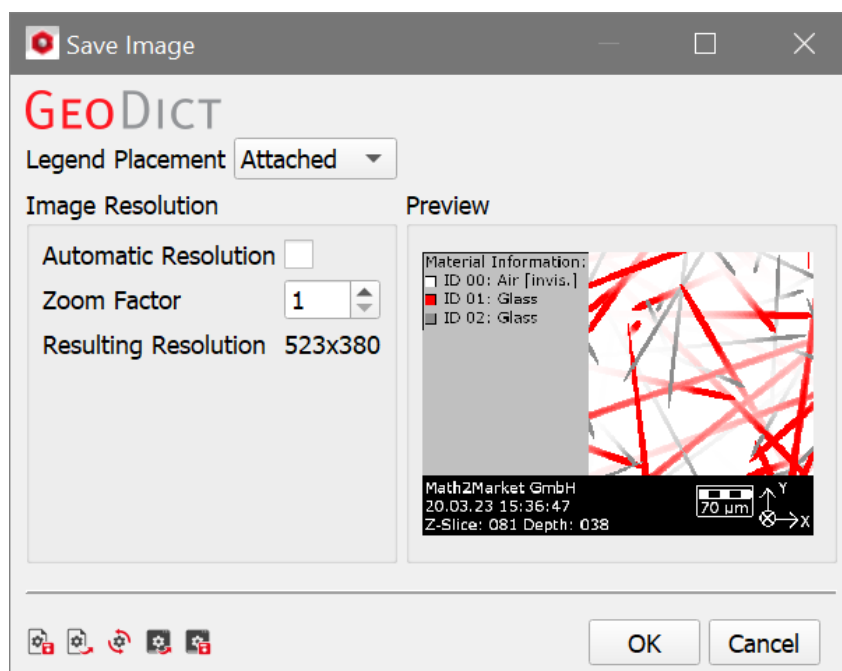 Save Image
GEODICT
Legend Placement Attached
Image Resolution
Automatic Resolution
Zoom Factor 1
Resulting Resolution 523x380
Preview
Material Information:
ID 00: Air [invis.]
ID 01: Glass
ID 02: Glass
Math2Market GmbH
20.03.23 15:36:47
Z-Slice: 081 Depth: 038
70 µm
Y
X
OK Cancel